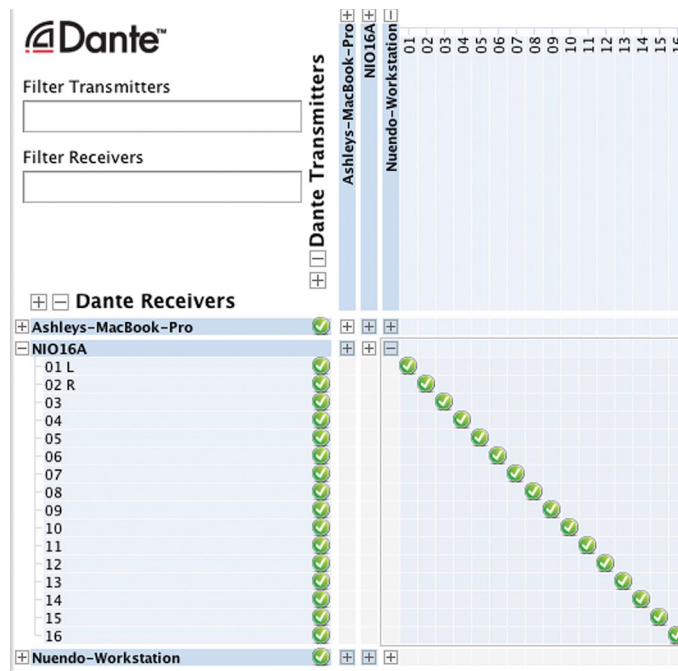 Dante™
Filter Transmitters
Filter Receivers
Dante Transmitters
Ashleys-MacBook-Pro
NIO16A
Nuendo-Workstation
01
02
03
04
05
06
07
08
09
10
11
12
13
14
15
16
Dante Receivers
Ashleys-MacBook-Pro
NIO16A
01 L
02 R
03
04
05
06
07
08
09
10
11
12
13
14
15
16
Nuendo-Workstation